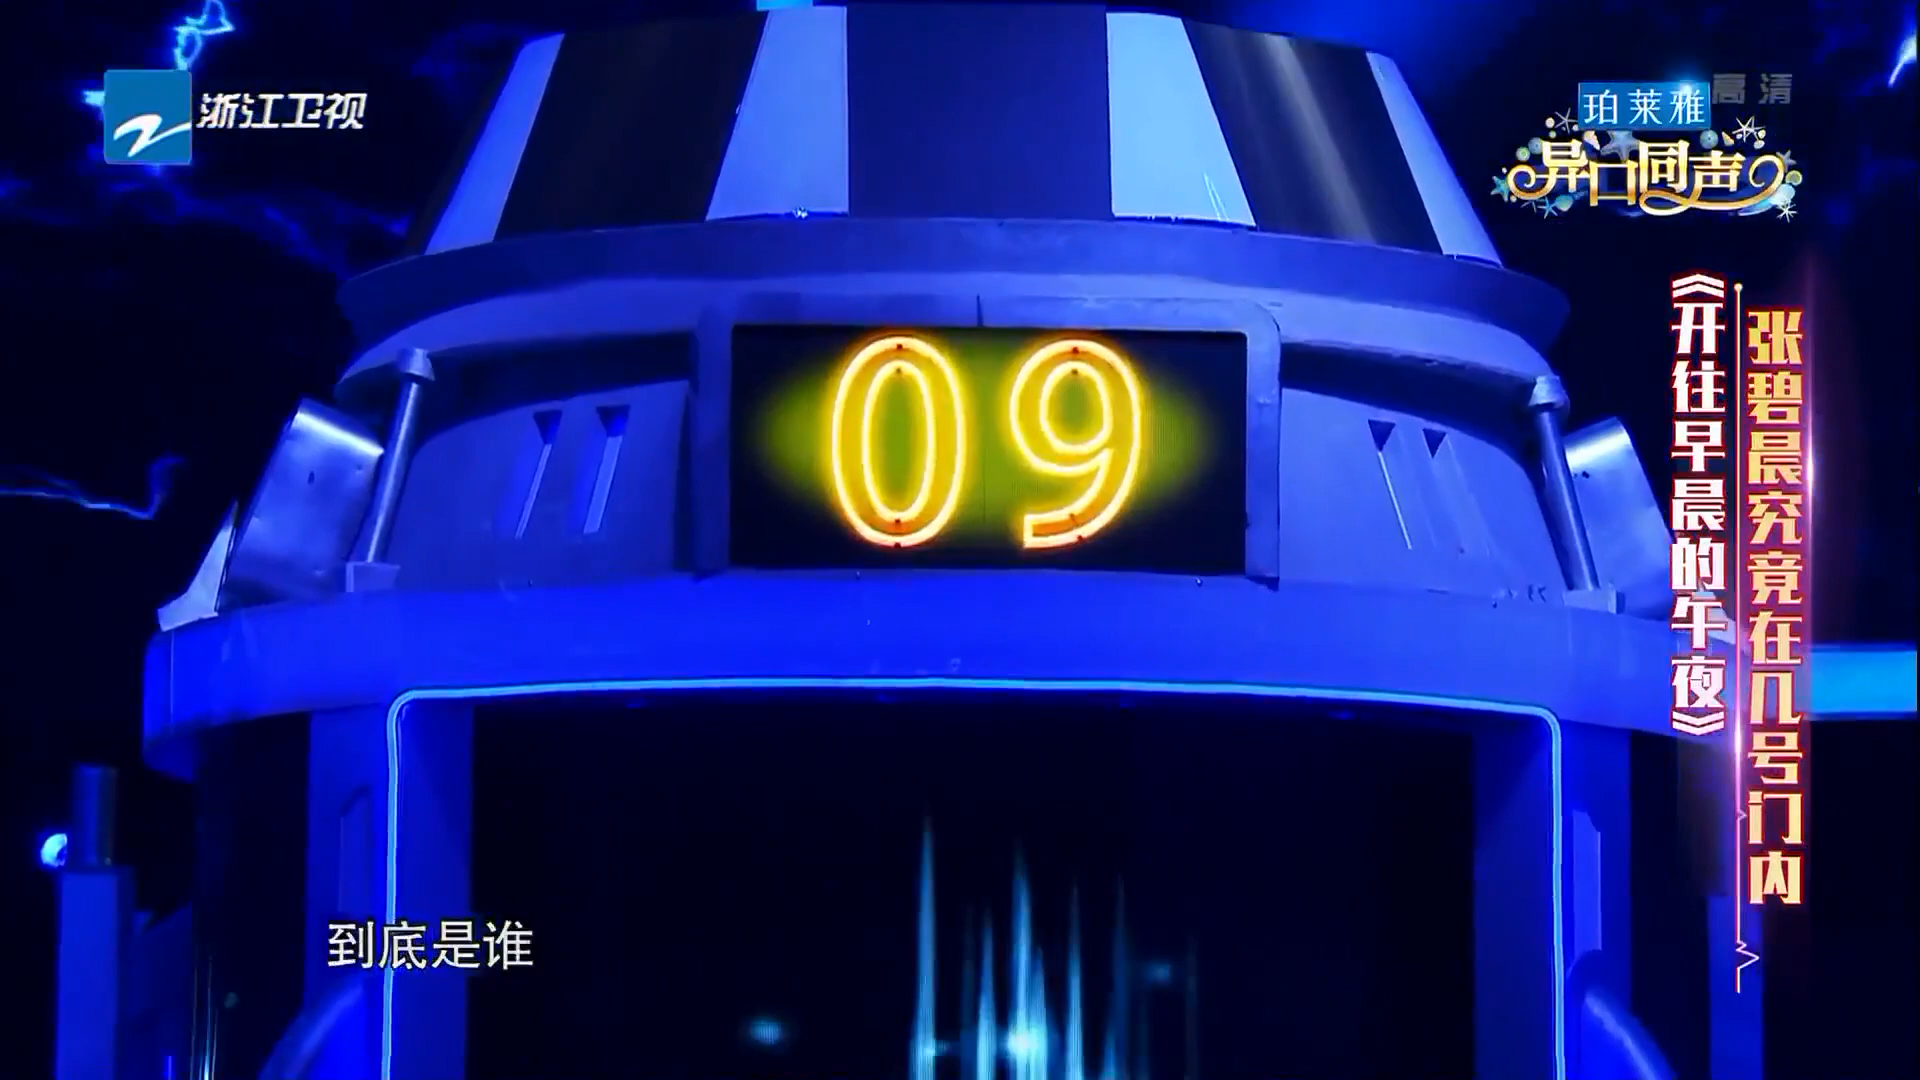 浙江卫视
高清
珀莱雅
异口同声
09
《开往早晨的午夜》
张碧晨究竟在几号门内
到底是谁